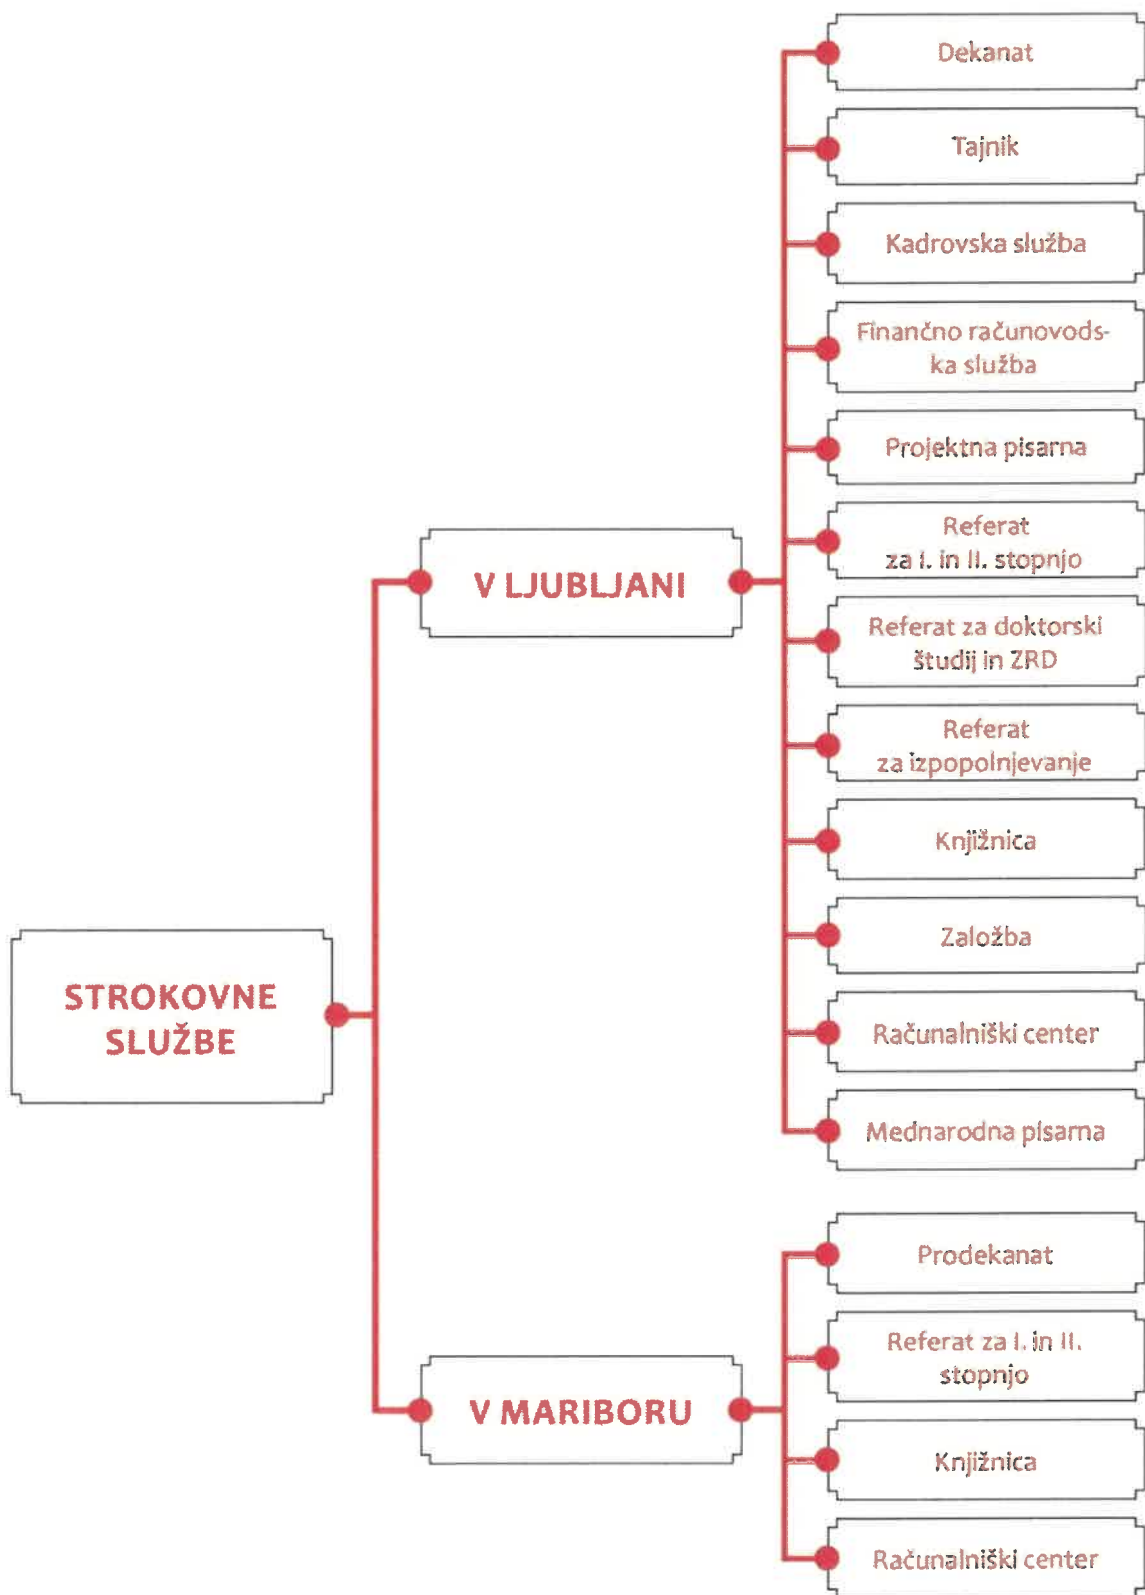 STROKOVNE
SLUŽBE
V LJUBLJANI
Dekanat
Tajnik
Kadrovska služba
Finančno računovods-
ka služba
Projektna pisarna
Referat
za I. in II. stopnjo
Referat za doktorski
študij in ZRD
Referat
za izpopolnjevanje
Knjižnica
Založba
Računalniški center
Mednarodna pisarna
V MARIBORU
Prodekanat
Referat za I. in II.
stopnjo
Knjižnica
Računalniški center